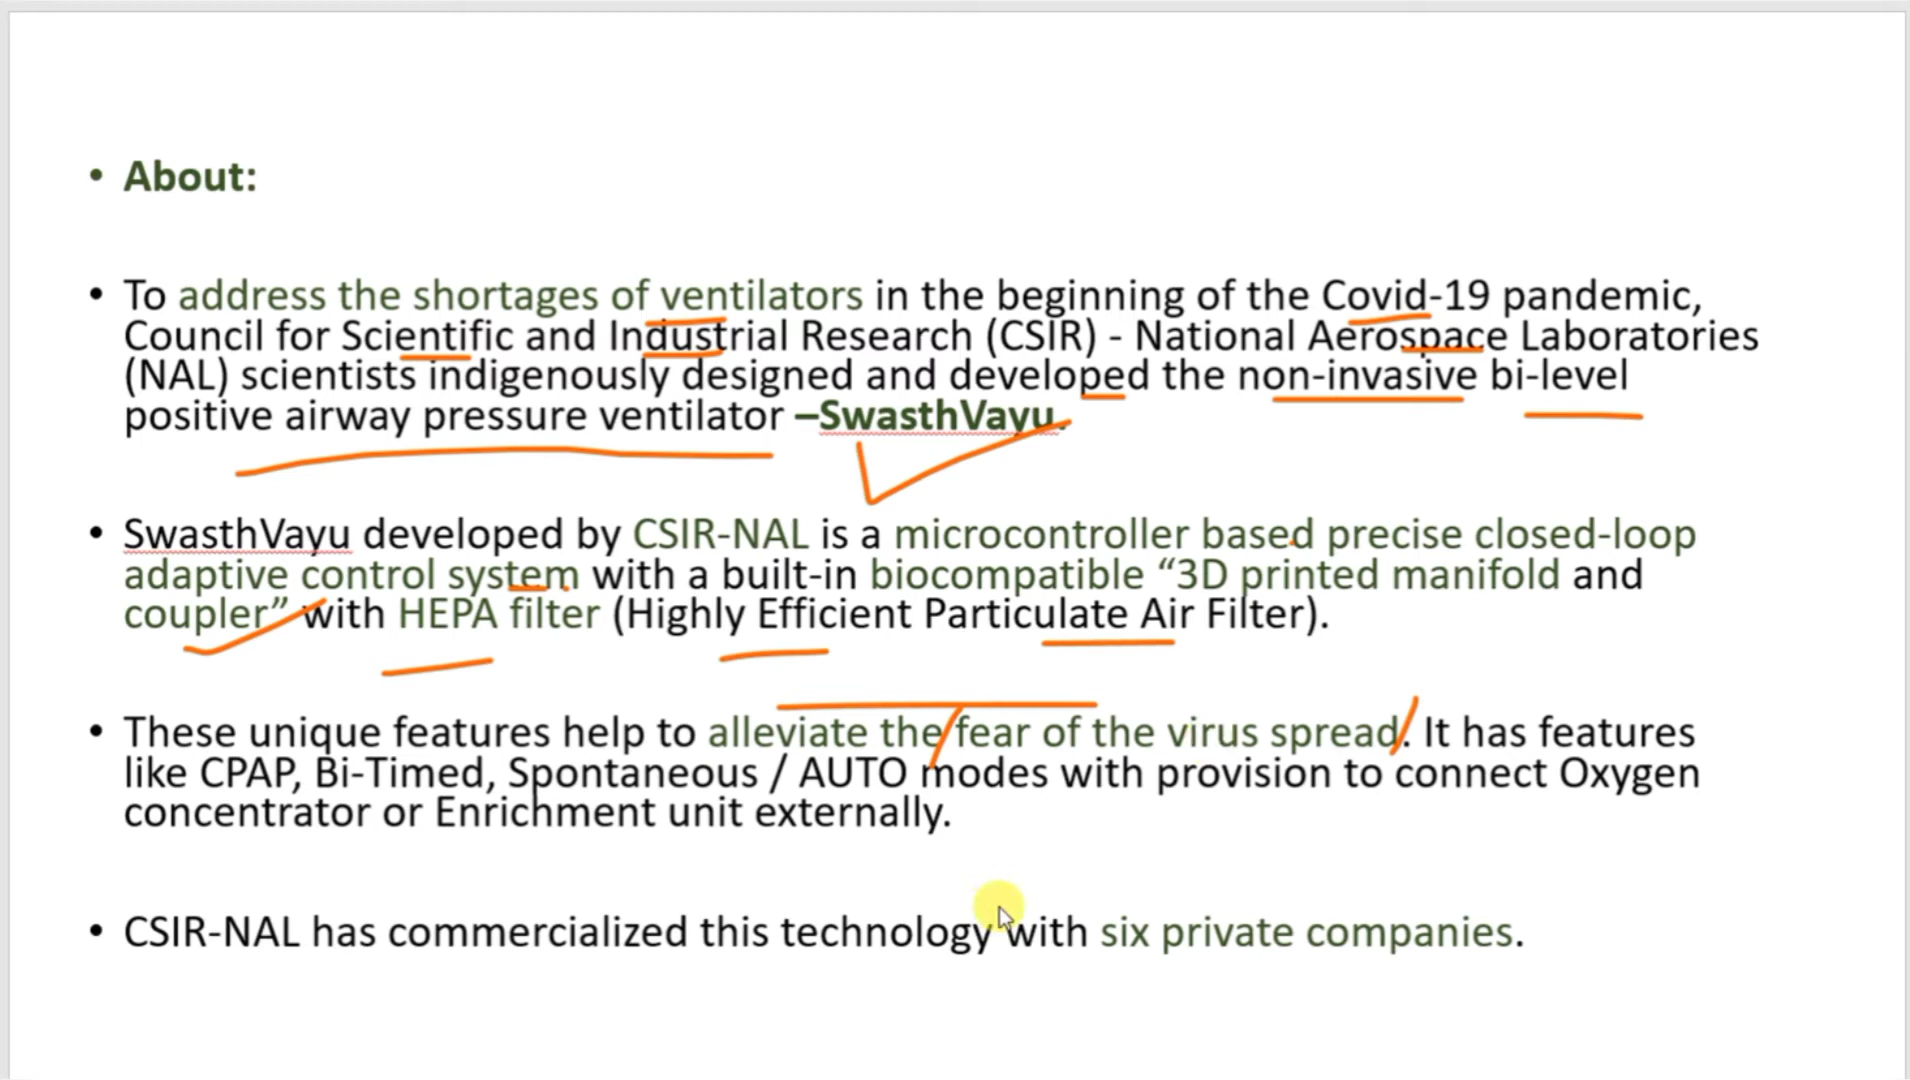 • About:
• To address the shortages of ventilators in the beginning of the Covid-19 pandemic,
Council for Scientific and Industrial Research (CSIR) - National Aerospace Laboratories
(NAL) scientists indigenously designed and developed the non-invasive bi-level
positive airway pressure ventilator –SwasthVayu.
• SwasthVayu developed by CSIR-NAL is a microcontroller based precise closed-loop
adaptive control system with a built-in biocompatible “3D printed manifold and
coupler” with HEPA filter (Highly Efficient Particulate Air Filter).
• These unique features help to alleviate the fear of the virus spread. It has features
like CPAP, Bi-Timed, Spontaneous / AUTO modes with provision to connect Oxygen
concentrator or Enrichment unit externally.
• CSIR-NAL has commercialized this technology with six private companies.